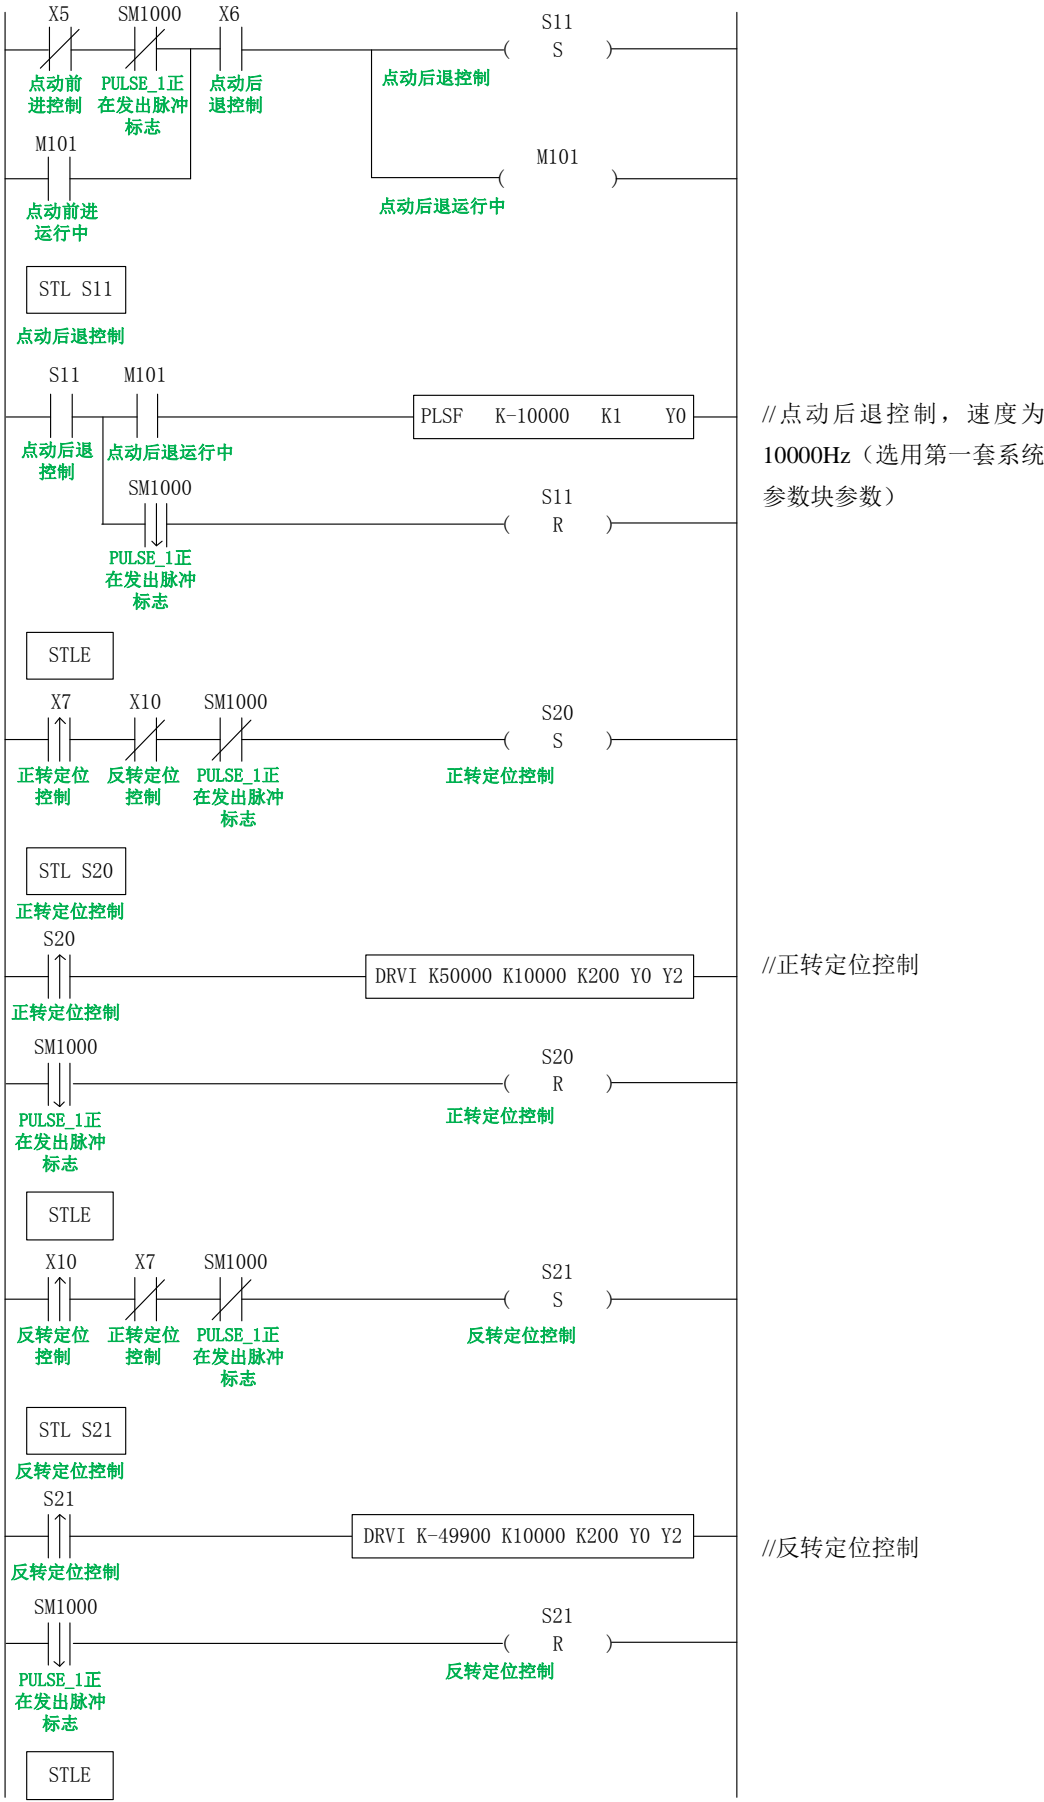 X5 SM1000 X6
S11
( S )
点动前
进控制
PULSE_1正
在发出脉冲
标志
点动后
退控制
点动后退控制
M101
M101
( )
点动前进
运行中
点动后退运行中
STL S11
点动后退控制
S11 M101
PLSF K-10000 K1 Y0
//点动后退控制，速度为
10000Hz（选用第一套系统
参数块参数）
点动后退
控制
点动后退运行中
SM1000
S11
( R )
PULSE_1正
在发出脉冲
标志
STLE
X7 X10 SM1000
S20
( S )
正转定位
控制
反转定位
控制
PULSE_1正
在发出脉冲
标志
正转定位控制
STL S20
正转定位控制
S20
DRVI K50000 K10000 K200 Y0 Y2
//正转定位控制
正转定位控制
SM1000
S20
( R )
PULSE_1正
在发出脉冲
标志
正转定位控制
STLE
X10 X7 SM1000
S21
( S )
反转定位
控制
正转定位
控制
PULSE_1正
在发出脉冲
标志
反转定位控制
STL S21
反转定位控制
S21
DRVI K-49900 K10000 K200 Y0 Y2
//反转定位控制
反转定位控制
SM1000
S21
( R )
PULSE_1正
在发出脉冲
标志
反转定位控制
STLE